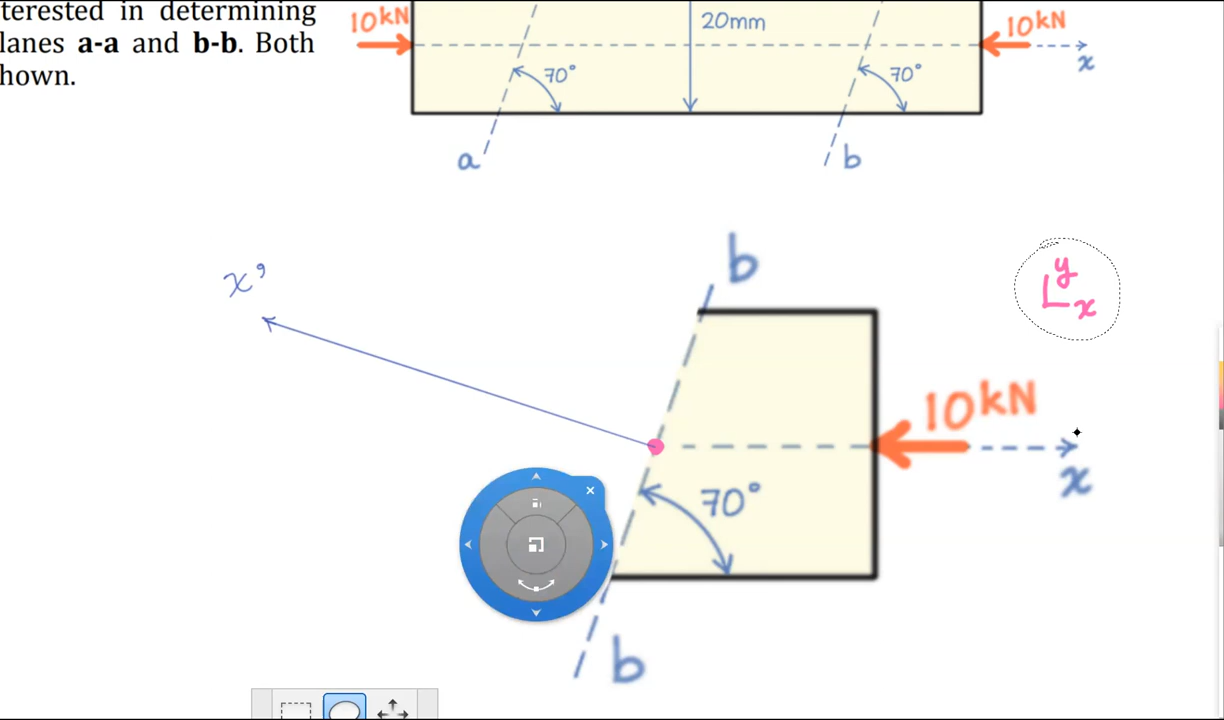 terested in determining
lanes a-a and b-b. Both
hown.
10kN
20mm
10kN
x
70°
70°
a
b
x'
b
y
x
10kN
x
70°
b